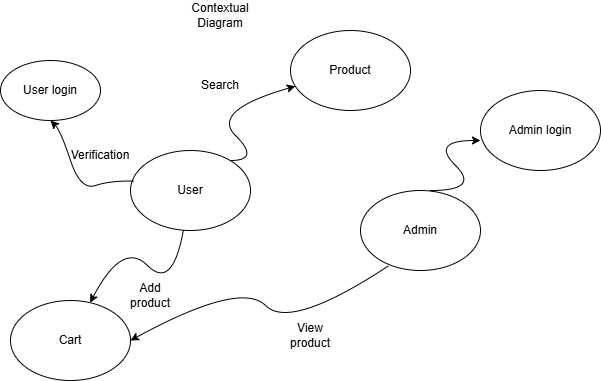 Contextual
Diagram
Product
Search
User login
Admin login
Verification
User
Admin
Add
product
View
product
Cart